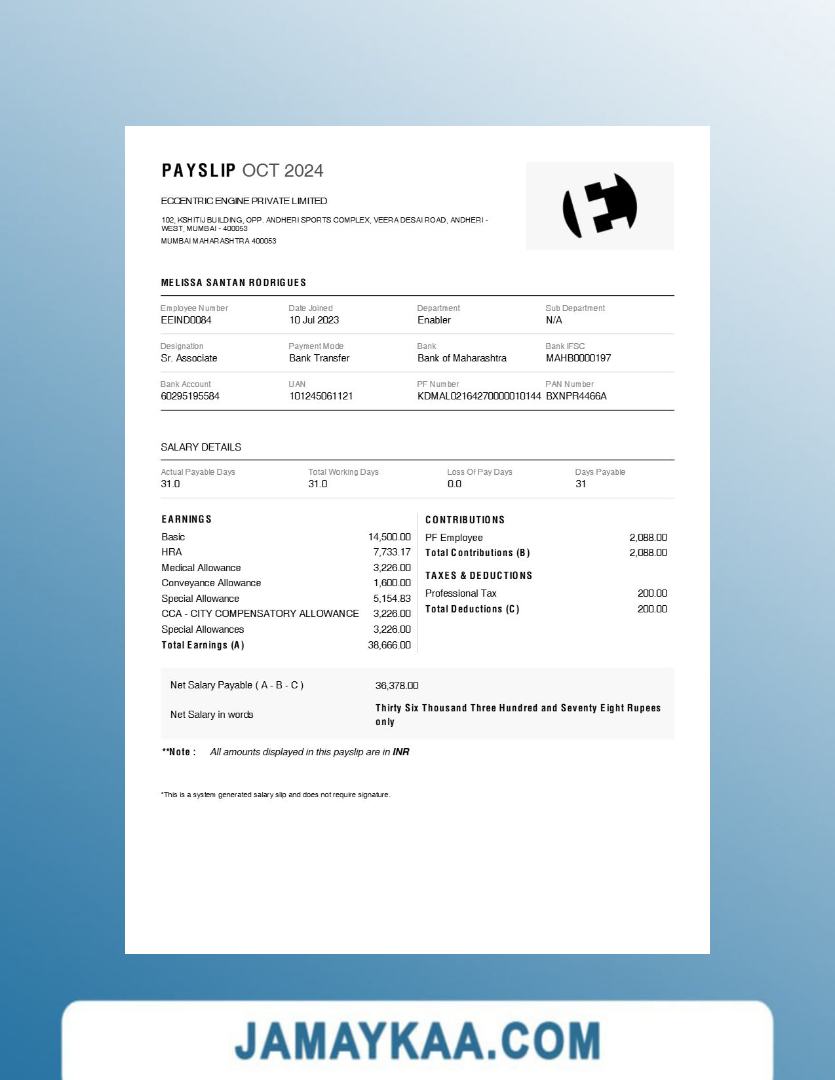 PAYSLIP OCT 2024
ECCENTRIC ENGINE PRIVATE LIMITED
102, KSHITIJ BUILDING, OPP. ANDHERI SPORTS COMPLEX, VEERA DESAI ROAD, ANDHERI -
WEST, MUMBAI - 400053
MUMBAI MAHARASHTRA 400053
MELISSA SANTAN RODRIGUES
Employee Number Date Joined Department Sub Department
EEIND0084 10 Jul 2023 Enabler N/A
Designation Payment Mode Bank Bank IFSC
Sr. Associate Bank Transfer Bank of Maharashtra MAHB0000197
Bank Account UAN PF Number PAN Number
60295195584 101245061121 KDMAL02164270000010144 BXNPR4466A
SALARY DETAILS
Actual Payable Days Total Working Days Loss Of Pay Days Days Payable
31.0 31.0 0.0 31
EARNINGS
Basic 14,500.00
HRA 7,733.17
Medical Allowance 3,226.00
Conveyance Allowance 1,600.00
Special Allowance 5,154.83
CCA - CITY COMPENSATORY ALLOWANCE 3,226.00
Special Allowances 3,226.00
Total Earnings (A) 38,666.00
CONTRIBUTIONS
PF Employee 2,088.00
Total Contributions (B) 2,088.00
TAXES & DEDUCTIONS
Professional Tax 200.00
Total Deductions (C) 200.00
Net Salary Payable ( A - B - C ) 36,378.00
Net Salary in words Thirty Six Thousand Three Hundred and Seventy Eight Rupees
only
**Note : All amounts displayed in this payslip are in INR
*This is a system generated salary slip and does not require signature.
JAMAYKAA.COM